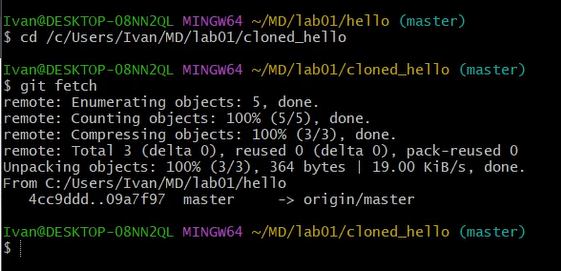 Ivan@DESKTOP-08NN2QL MINGW64 ~/MD/lab01/hello (master)
$ cd /c/Users/Ivan/MD/lab01/cloned_hello
Ivan@DESKTOP-08NN2QL MINGW64 ~/MD/lab01/cloned_hello (master)
$ git fetch
remote: Enumerating objects: 5, done.
remote: Counting objects: 100% (5/5), done.
remote: Compressing objects: 100% (3/3), done.
remote: Total 3 (delta 0), reused 0 (delta 0), pack-reused 0
Unpacking objects: 100% (3/3), 364 bytes | 19.00 KiB/s, done.
From C:/Users/Ivan/MD/lab01/hello
   4cc9ddd..09a7f97  master     -> origin/master
Ivan@DESKTOP-08NN2QL MINGW64 ~/MD/lab01/cloned_hello (master)
$